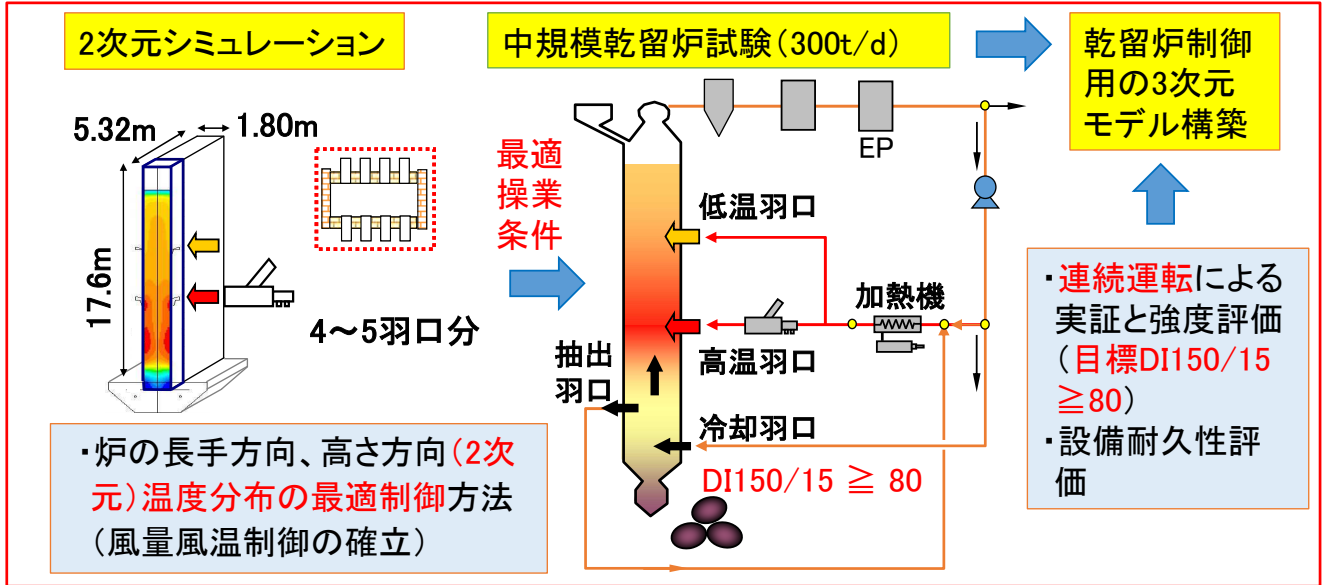 2次元シミュレーション
5.32m
1.80m
17.6m
4～5羽口分
・炉の長手方向、高さ方向(2次
元)温度分布の最適制御方法
(風量風温制御の確立)
最適
操業
条件
中規模乾留炉試験(300t/d)
EP
低温羽口
加熱機
高温羽口
抽出
羽口
冷却羽口
DI150/15 ≧ 80
乾留炉制御
用の3次元
モデル構築
・連続運転による
実証と強度評価
(目標DI150/15
≧80)
・設備耐久性評
価